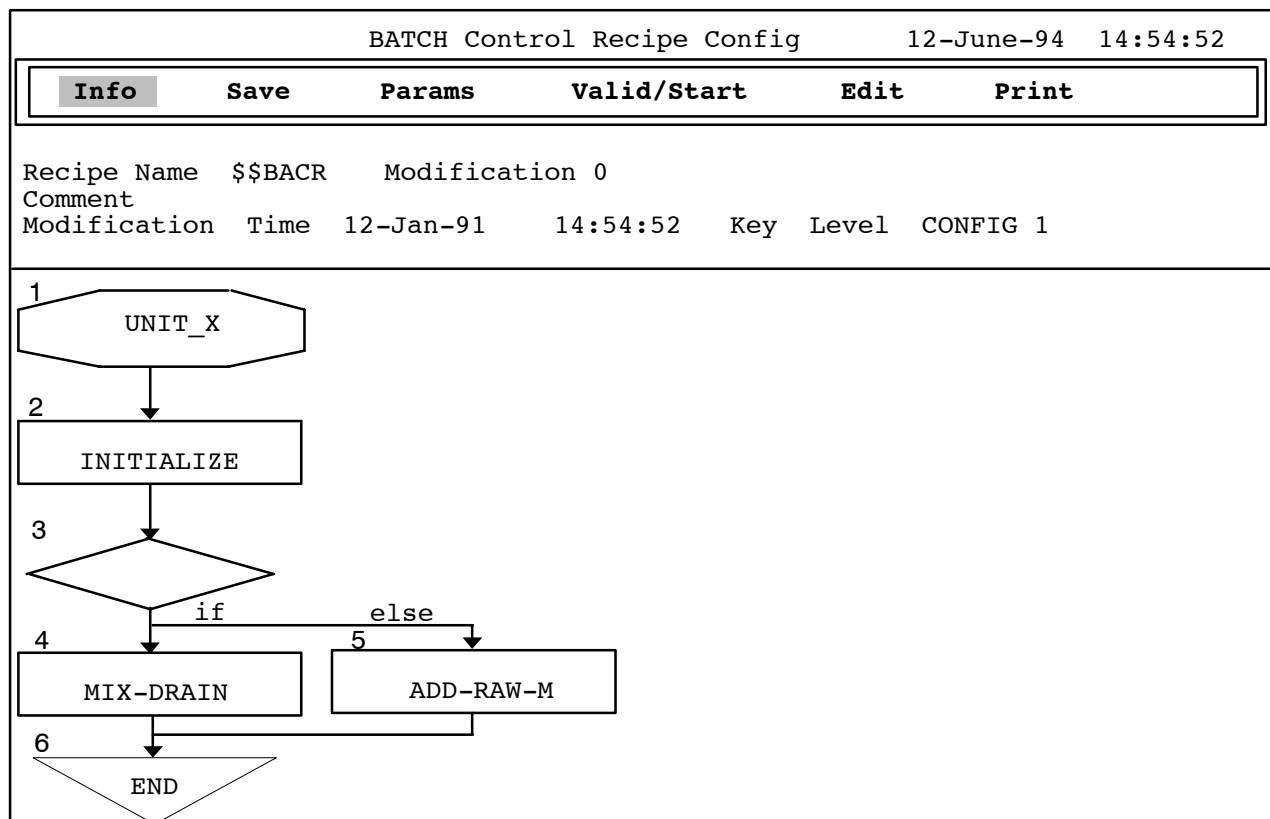 BATCH Control Recipe Config 12-June-94 14:54:52
Info Save Params Valid/Start Edit Print
Recipe Name $$BACR Modification 0
Comment
Modification Time 12-Jan-91 14:54:52 Key Level CONFIG 1
1
UNIT_X
2
INITIALIZE
3
if else
4 5
MIX-DRAIN ADD-RAW-M
6
END